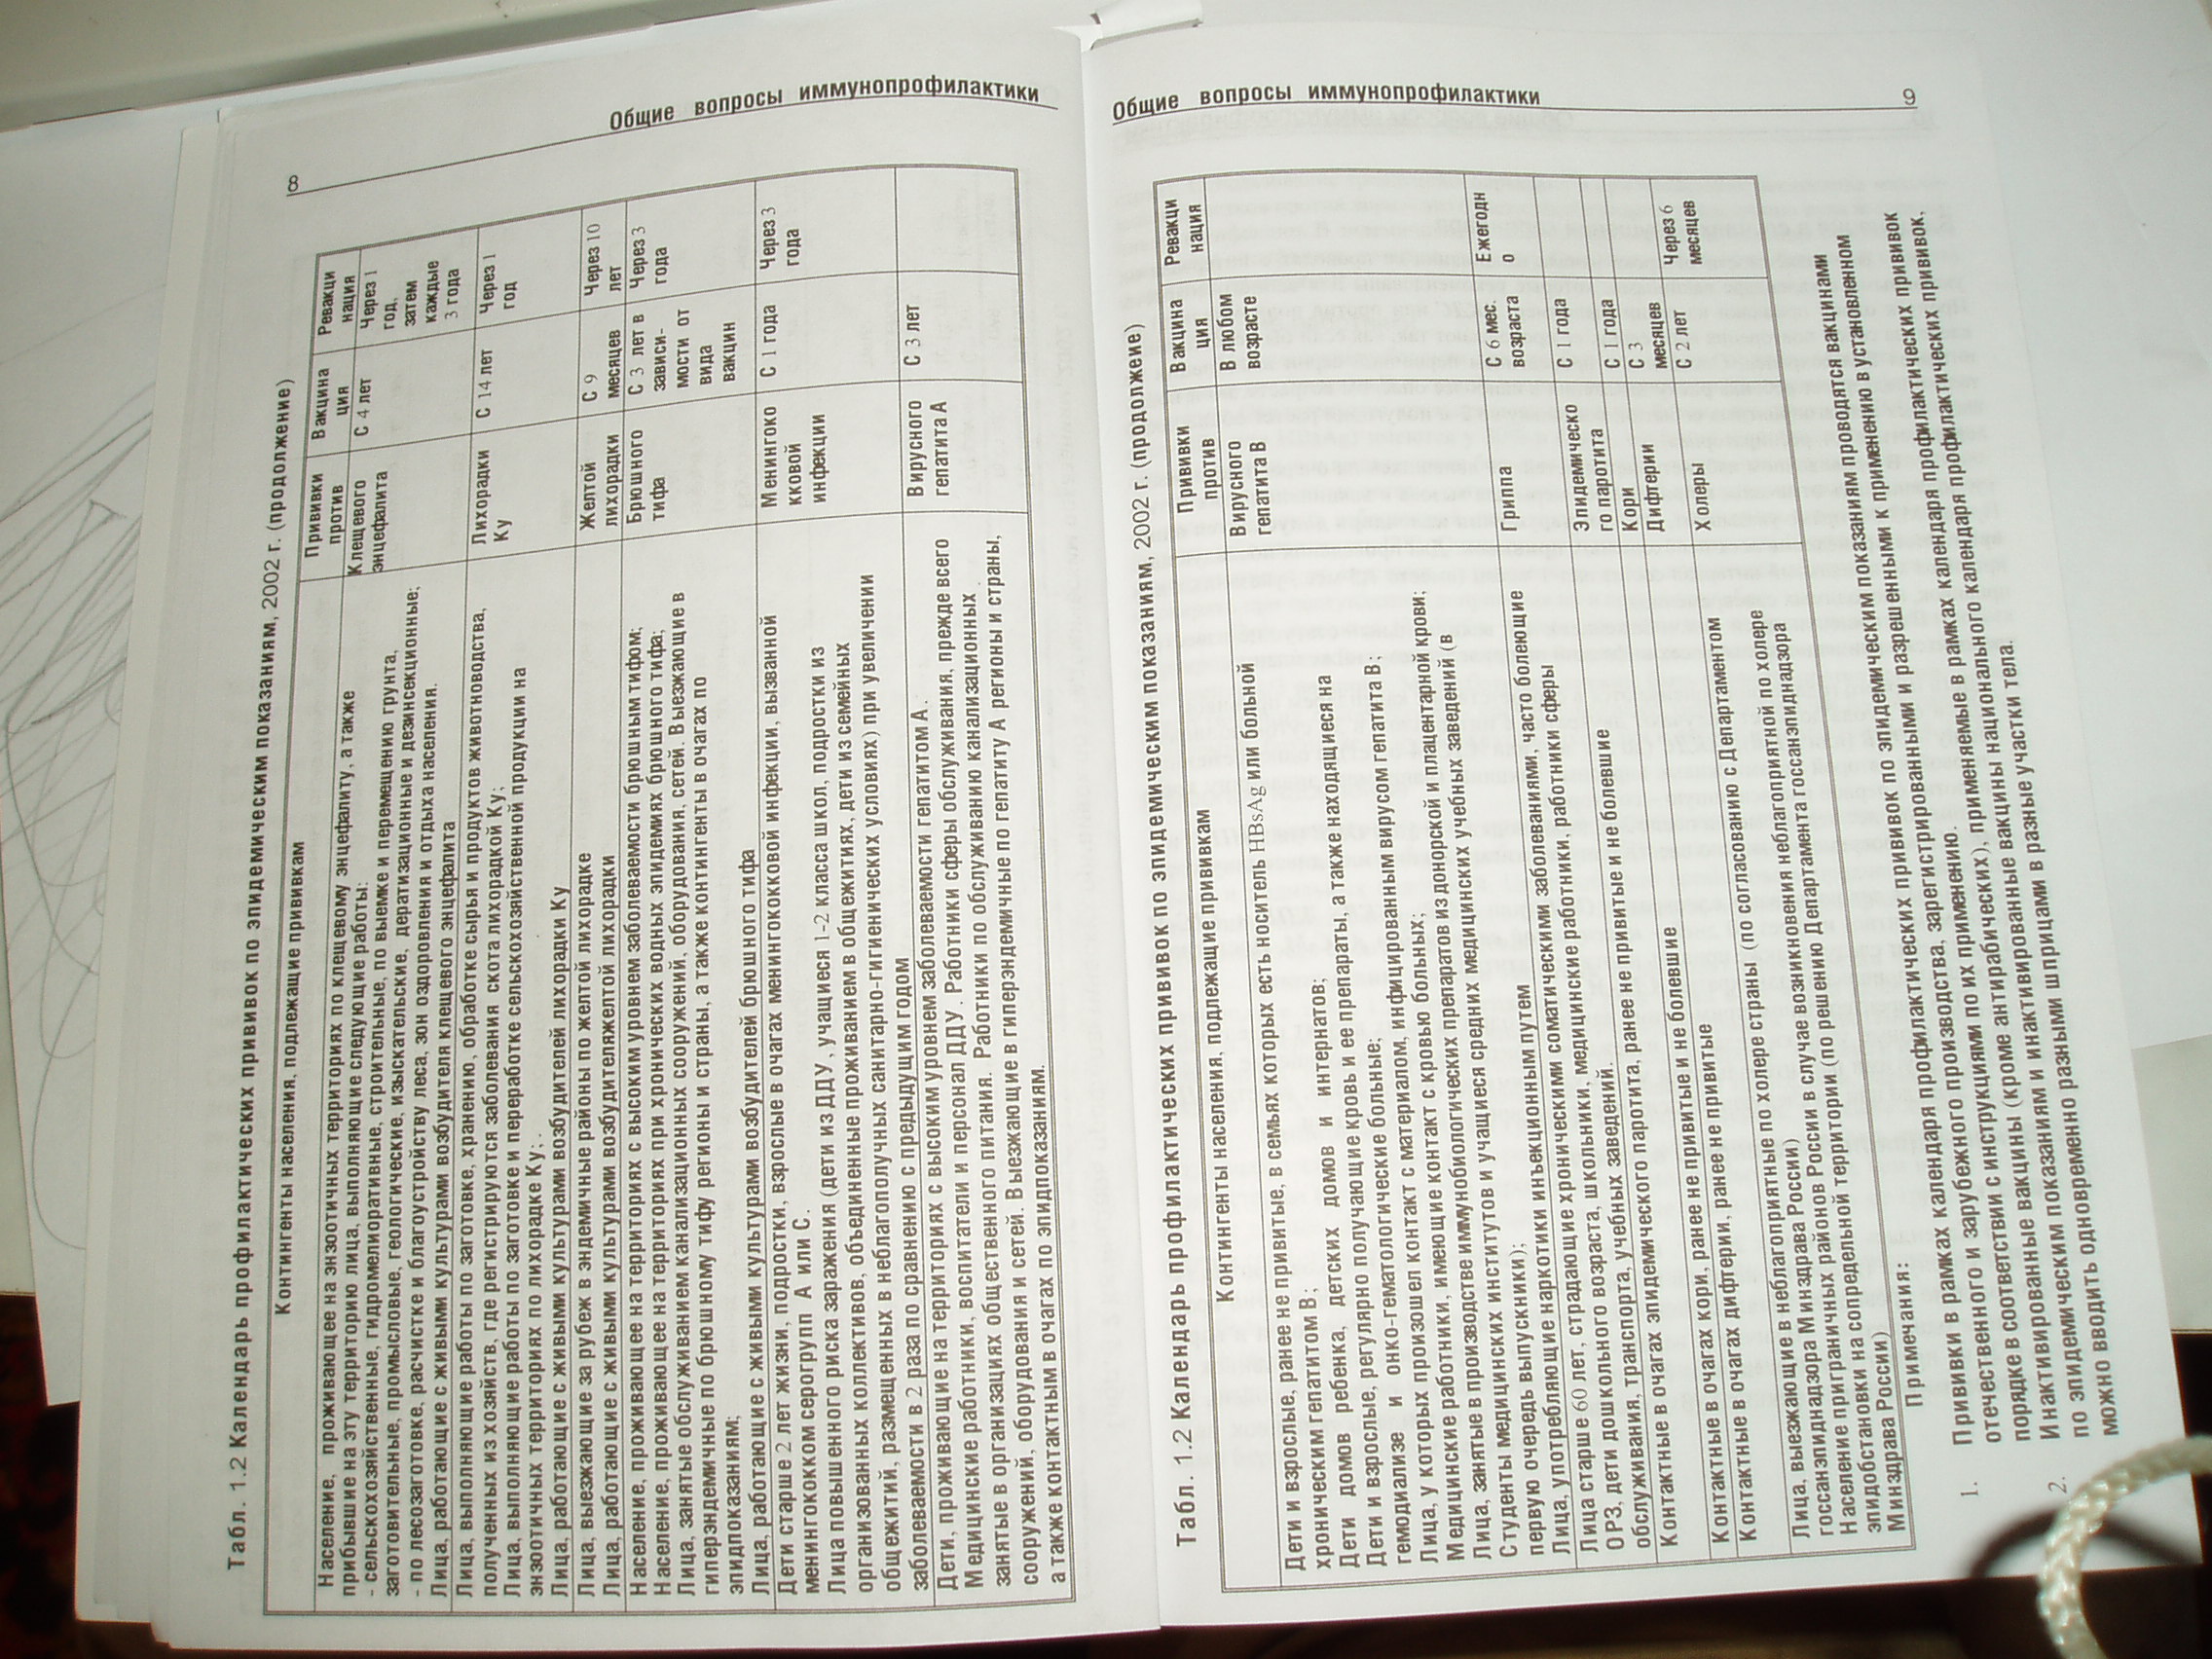 8
Общие вопросы иммунопрофилактики
Табл. 1.2 Календарь профилактических прививок по эпидемическим показаниям, 2002 г. (продолжение)
Контингенты населения, подлежащие прививкам
Прививки против
Вакцина ция
Ревакци нация
Население, проживающее на энзоотичных территориях по клещевому энцефалиту, а также
прибывшие на эту территорию лица, выполняющие следующие работы:
- сельскохозяйственные, гидромелиоративные, строительные, по выемке и перемещению грунта,
заготовительные, промысловые, геологические, изыскательские, дератизационные и дезинсекционные;
- по лесозаготовке, расчистке и благоустройству леса, зон оздоровления и отдыха населения.
Лица, работающие с живыми культурами возбудителя клещевого энцефалита
Клещевого
энцефалита
С 4 лет
Через 1
год,
затем
каждые
3 года
Лица, выполняющие работы по заготовке, хранению, обработке сырья и продуктов животноводства,
полученных из хозяйств, где регистрируются заболевания скота лихорадкой Ку;
Лица, выполняющие работы по заготовке и переработке сельскохозяйственной продукции на
энзоотичных территориях по лихорадке Ку; .
Лица, работающие с живыми культурами возбудителей лихорадки Ку
Лихорадки
Ку
С 14 лет
Через 1
год
Лица, выезжающие за рубеж в эндемичные районы по желтой лихорадке
Лица, работающие с живыми культурами возбудителя желтой лихорадки
Желтой
лихорадки
С 9
месяцев
Через 10
лет
Население, проживающее на территориях с высоким уровнем заболеваемости брюшным тифом;
Население, проживающее на территориях при хронических водных эпидемиях брюшного тифа;
Лица, занятые обслуживанием канализационных сооружений, оборудования, сетей. Выезжающие в
гиперэндемичные по брюшному тифу регионы и страны, а также контингенты в очагах по
эпидпоказаниям;
Лица, работающие с живыми культурами возбудителей брюшного тифа
Брюшного
тифа
С 3 лет в
зависи-
мости от
вида
вакцин
Через 3
года
Дети старше 2 лет жизни, подростки, взрослые в очагах менингококковой инфекции, вызванной
менингококком серогрупп А или С.
Лица повышенного риска заражения (дети из ДДУ, учащиеся 1-2 класса школ, подростки из
организованных коллективов, объединенные проживанием в общежитиях, дети из семейных
общежитий, размещенных в неблагополучных санитарно-гигиенических условиях) при увеличении
заболеваемости в 2 раза по сравнению с предыдущим годом
Менингоко
кковой
инфекции
С 1 года
Через 3
года
Дети, проживающие на территориях с высоким уровнем заболеваемости гепатитом А.
Медицинские работники, воспитатели и персонал ДДУ. Работники сферы обслуживания, прежде всего
занятые в организациях общественного питания. Работники по обслуживанию канализационных
сооружений, оборудования и сетей. Выезжающие в гиперэндемичные по гепатиту А регионы и страны,
а также контактным в очагах по эпидпоказаниям.
Вирусного
гепатита А
С 3 лет
Общие вопросы иммунопрофилактики
9
Табл. 1.2 Календарь профилактических прививок по эпидемическим показаниям, 2002 г. (продолжеие)
Контингенты населения, подлежащие прививкам
Прививки
против
Вакцина
ция
Ревакци
нация
Дети и взрослые, ранее не привитые, в семьях которых есть носитель HBsAg или больной
хроническим гепатитом В;
Дети домов ребенка, детских домов и интернатов;
Дети и взрослые, регулярно получающие кровь и ее препараты, а также находящиеся на
гемодиализе и онко-гематологические больные;
Лица, у которых произошел контакт с материалом, инфицированным вирусом гепатита В;
Медицинские работники, имеющие контакт с кровью больных;
Лица, занятые в производстве иммунобиологических препаратов из донорской и плацентарной крови;
Студенты медицинских институтов и учащиеся средних медицинских учебных заведений (в
первую очередь выпускники);
Лица, употребляющие наркотики инъекционным путем
Вирусного
гепатита В
В любом
возрасте
Лица старше 60 лет, страдающие хроническими соматическими заболеваниями, часто болеющие
ОРЗ, дети дошкольного возраста, школьники, медицинские работники, работники сферы
обслуживания, транспорта, учебных заведений.
Гриппа
С 6 мес.
возраста
Ежегодн
о
Контактные в очагах эпидемического паротита, ранее не привитые и не болевшие
Эпидемическо
го паротита
С 1 года
Контактные в очагах кори, ранее не привитые и не болевшие
Кори
С 1 года
Контактные в очагах дифтерии, ранее не привитые
Дифтерии
С 3
месяцев
Лица, выезжающие в неблагоприятные по холере страны (по согласованию с Департаментом
госсанэпиднадзора Минздрава России)
Население приграничных районов России в случае возникновения неблагоприятной по холере
эпидобстановки на сопредельной территории (по решению Департамента госсанэпиднадзора
Минздрава России)
Холеры
С 2 лет
Через 6
месяцев
Примечания:
1. Прививки в рамках календаря профилактических прививок по эпидемическим показаниям проводятся вакцинами
отечественного и зарубежного производства, зарегистрированными и разрешенными к применению в установленном
порядке в соответствии с инструкциями по их применению.
2. Инактивированные вакцины (кроме антирабических), применяемые в рамках календаря профилактических прививок
по эпидемическим показаниям и инактивированные вакцины национального календаря профилактических прививок,
можно вводить одновременно разными шприцами в разные участки тела.